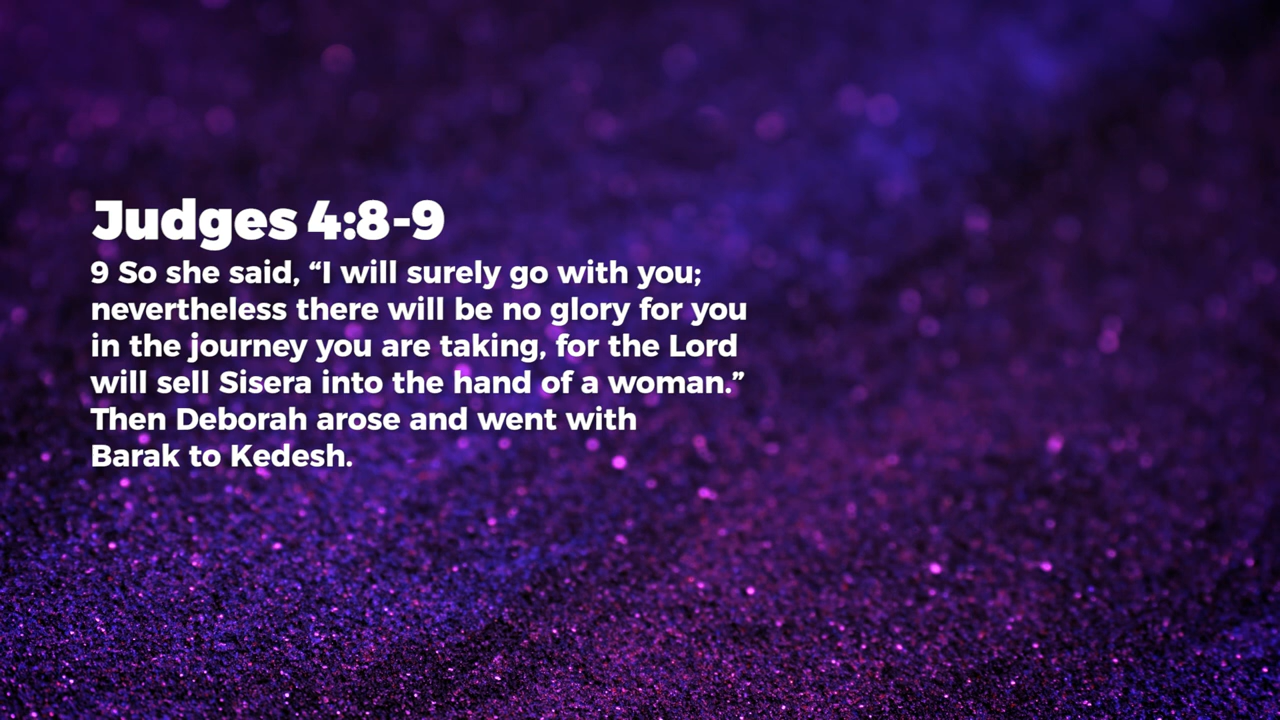 Judges 4:8-9
9 So she said, “I will surely go with you;
nevertheless there will be no glory for you
in the journey you are taking, for the Lord
will sell Sisera into the hand of a woman.”
Then Deborah arose and went with
Barak to Kedesh.